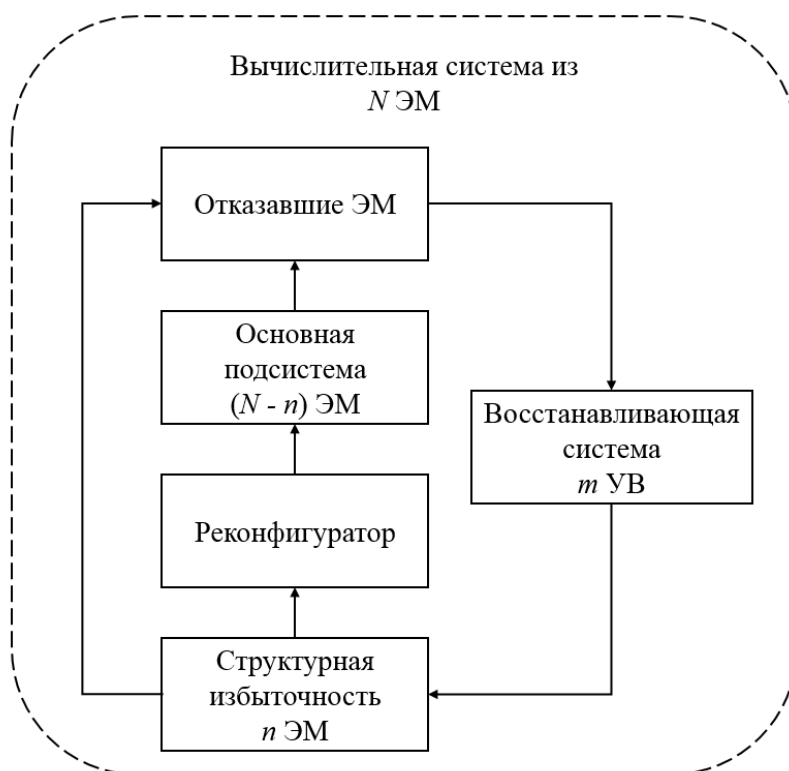 Вычислительная система из
N ЭМ
Отказавшие ЭМ
Основная
подсистема
(N - n) ЭМ
Восстанавливающая
система
m УВ
Реконфигуратор
Структурная
избыточность
n ЭМ